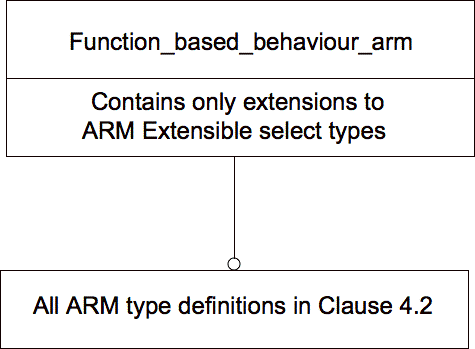 Function_based_behaviour_arm
Contains only extensions to
ARM Extensible select types
All ARM type definitions in Clause 4.2